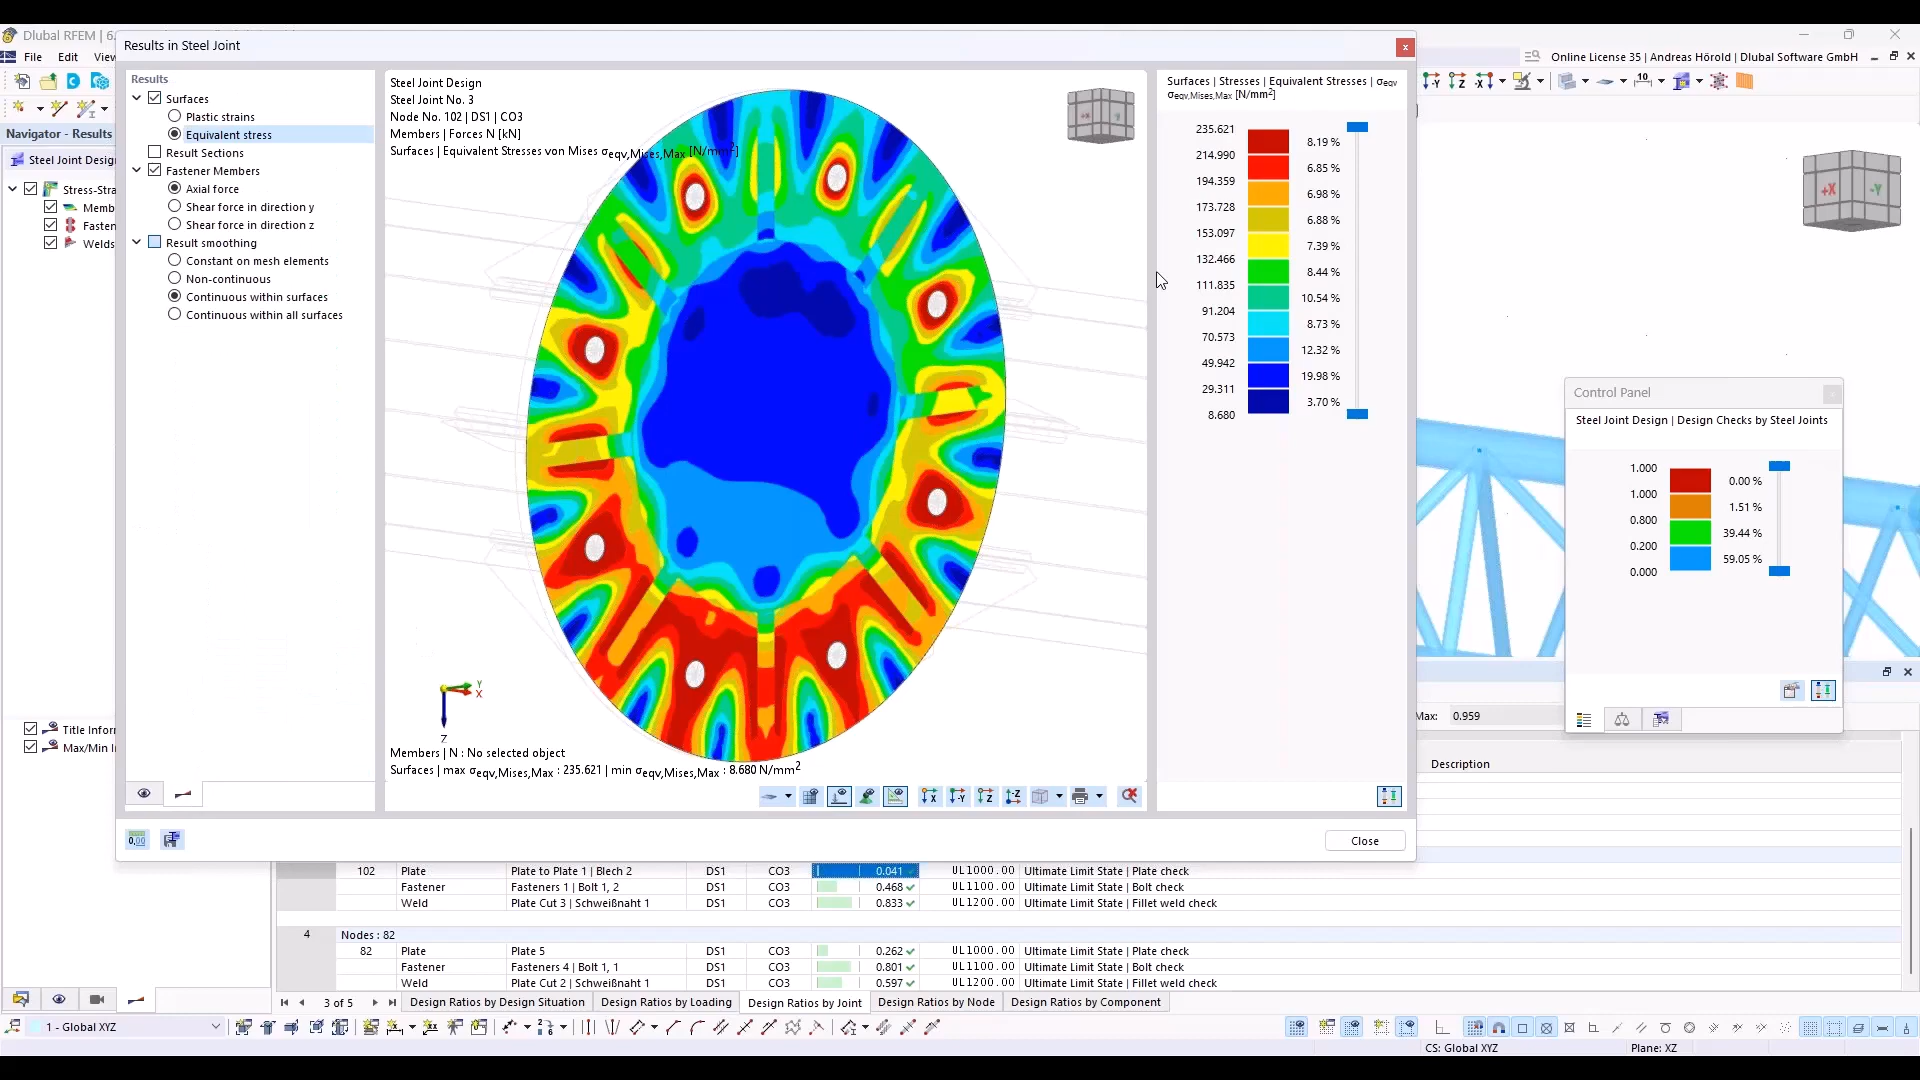 Dlubal RFEM | 6.
Results in Steel Joint
File Edit View
Online License 35 | Andreas Hörold | Dlubal Software GmbH
Navigator - Results
Steel Joint Design
Stress-Stra
Memb
Fasten
Welds
Title Infor
Max/Min I
Results
Surfaces
Plastic strains
Equivalent stress
Result Sections
Fastener Members
Axial force
Shear force in direction y
Shear force in direction z
Result smoothing
Constant on mesh elements
Non-continuous
Continuous within surfaces
Continuous within all surfaces
Steel Joint Design
Steel Joint No. 3
Node No. 102 | DS1 | CO3
Members | Forces N [kN]
Surfaces | Equivalent Stresses von Mises σeqv,Mises,Max [N/mm²]
Y
X
Z
Members | N : No selected object
Surfaces | max σeqv,Mises,Max : 235.621 | min σeqv,Mises,Max : 8.680 N/mm²
Surfaces | Stresses | Equivalent Stresses | σeqv
σeqv,Mises,Max [N/mm²]
235.621
8.19 %
214.990
6.85 %
194.359
6.98 %
173.728
6.88 %
153.097
7.39 %
132.466
8.44 %
111.835
10.54 %
91.204
8.73 %
70.573
12.32 %
49.942
19.98 %
29.311
3.70 %
8.680
Close
+X -Y
Control Panel
Steel Joint Design | Design Checks by Steel Joints
1.000
0.00 %
1.000
1.51 %
0.800
39.44 %
0.200
59.05 %
0.000
Max: 0.959
Description
102 Plate Plate to Plate 1 | Blech 2 DS1 CO3 0.041 UL1000.00 Ultimate Limit State | Plate check
Fastener Fasteners 1 | Bolt 1, 2 DS1 CO3 0.468 UL1100.00 Ultimate Limit State | Bolt check
Weld Plate Cut 3 | Schweißnaht 1 DS1 CO3 0.833 UL1200.00 Ultimate Limit State | Fillet weld check
4 Nodes : 82
82 Plate Plate 5 DS1 CO3 0.262 UL1000.00 Ultimate Limit State | Plate check
Fastener Fasteners 4 | Bolt 1, 1 DS1 CO3 0.801 UL1100.00 Ultimate Limit State | Bolt check
Weld Plate Cut 2 | Schweißnaht 1 DS1 CO3 0.597 UL1200.00 Ultimate Limit State | Fillet weld check
3 of 5 Design Ratios by Design Situation Design Ratios by Loading Design Ratios by Joint Design Ratios by Node Design Ratios by Component
1 - Global XYZ
CS: Global XYZ Plane: XZ